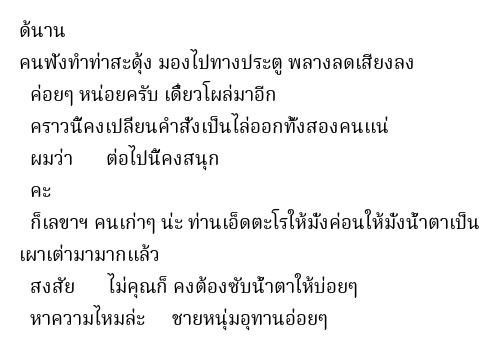 ด้นาน
คนฟังทำท่าสะดุ้ง มองไปทางประตู พลางลดเสียงลง
ค่อยๆ หน่อยครับ เดี๋ยวโผล่มาอีก
คราวนี้คงเปลี่ยนคำสั่งเป็นไล่ออกทั้งสองคนแน่
ผมว่า ต่อไปนี้คงสนุก
คะ
ก็เลขาฯ คนเก่าๆ น่ะ ท่านเอ็ดตะโรให้มั่งค่อนให้มั่งน้ำตาเป็น
เผาเต่ามามากแล้ว
สงสัย ไม่คุณก็ คงต้องซับน้ำตาให้บ่อยๆ
หาความไหมล่ะ ชายหนุ่มอุทานอ่อยๆ